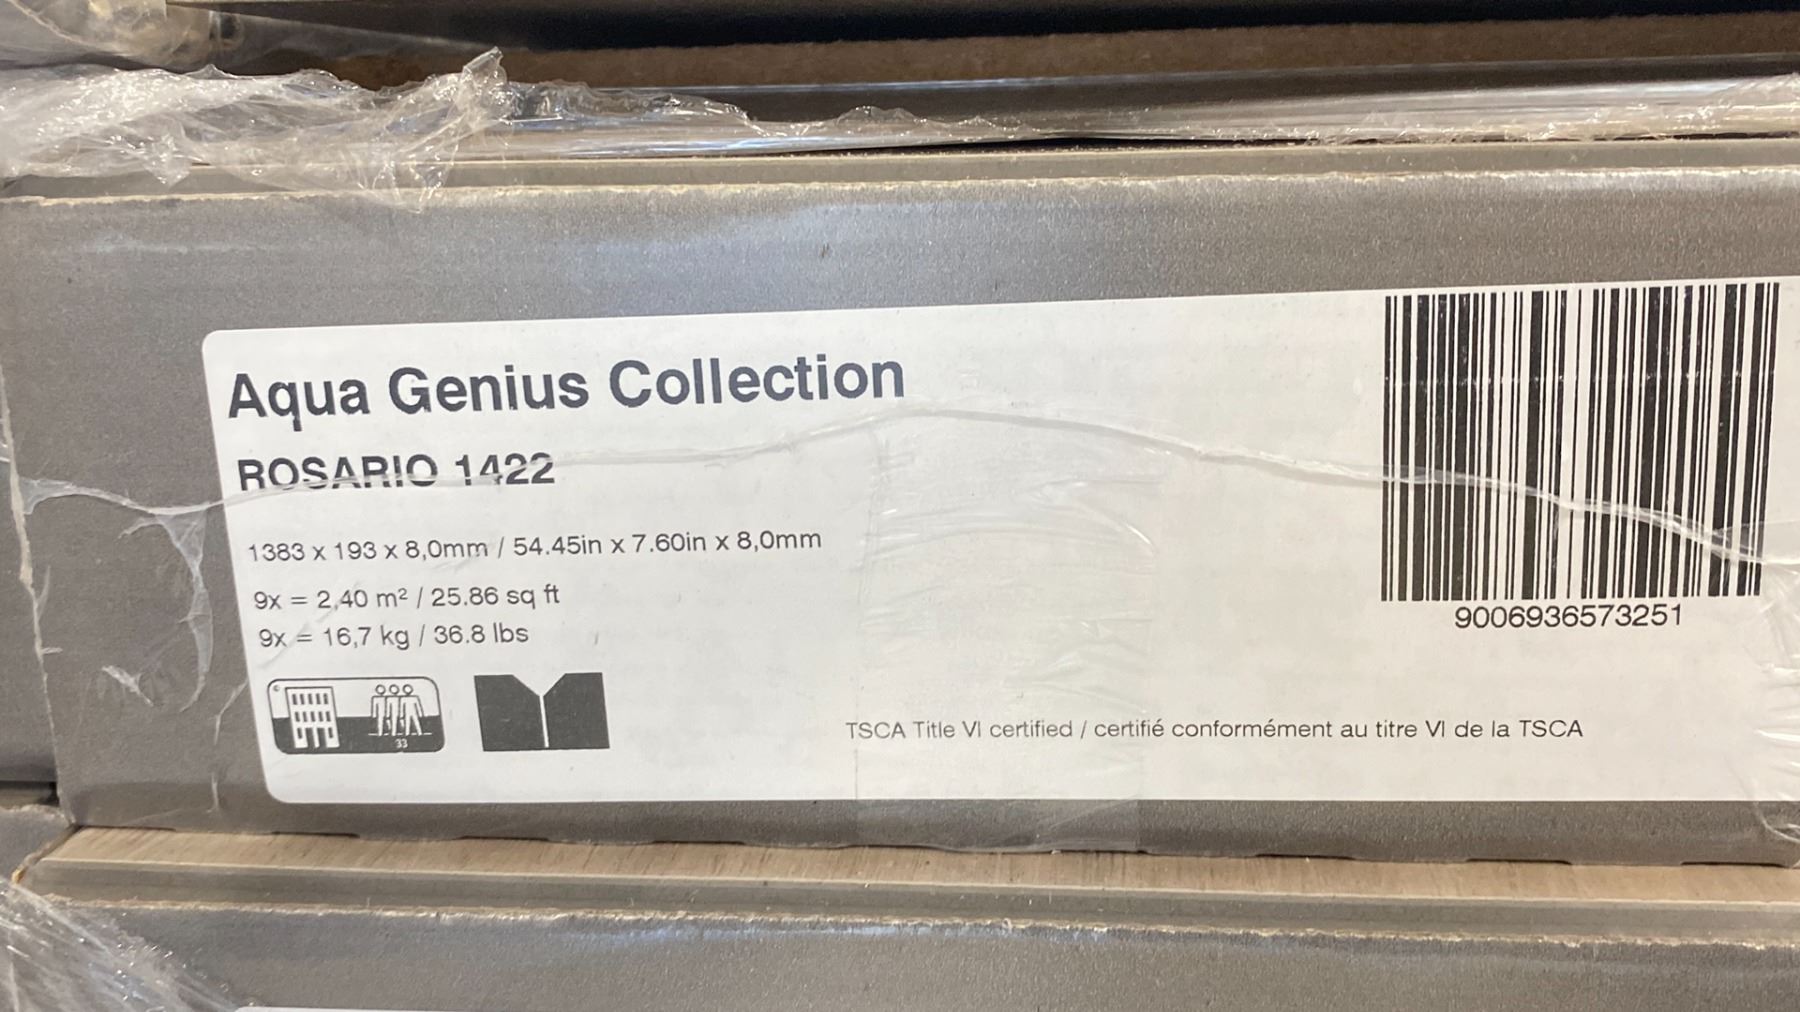 Aqua Genius Collection
ROSARIO 1422
1383 x 193 x 8,0mm / 54.45in x 7.60in x 8,0mm
9x = 2,40 m² / 25.86 sq ft
9x = 16,7 kg / 36.8 lbs
33
9006936573251
TSCA Title VI certified / certifié conformément au titre VI de la TSCA